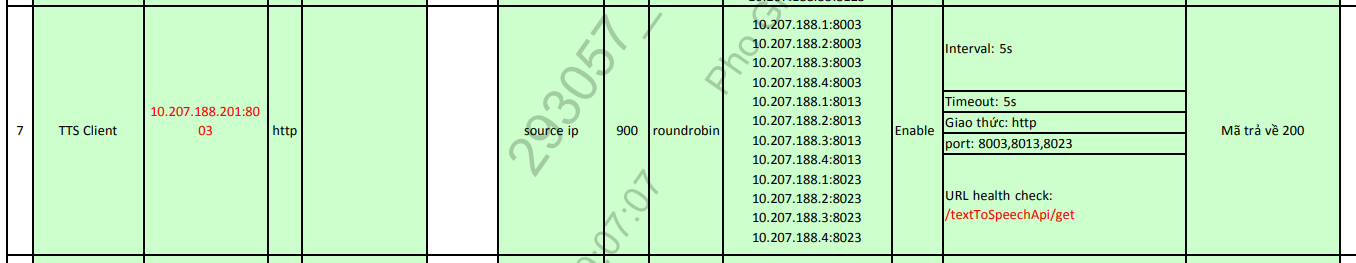 7
TTS Client
10.207.188.201:80
03
http
source ip
900
roundrobin
10.207.188.1:8003
10.207.188.2:8003
10.207.188.3:8003
10.207.188.4:8003
10.207.188.1:8013
10.207.188.2:8013
10.207.188.3:8013
10.207.188.4:8013
10.207.188.1:8023
10.207.188.2:8023
10.207.188.3:8023
10.207.188.4:8023
Enable
Interval: 5s
Timeout: 5s
Giao thức: http
port: 8003,8013,8023
URL health check:
/textToSpeechApi/get
Mã trả về 200
293057_
Pho_G
:07:07